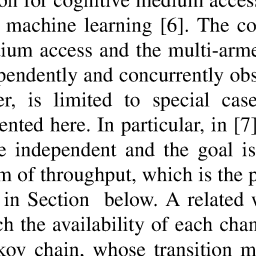 on for cognitive medium access
machine learning [6]. The co
dium access and the multi-arme
pendently and concurrently obs
er, is limited to special case
ented here. In particular, in [7]
e independent and the goal is
m of throughput, which is the p
in Section below. A related w
ch the availability of each chan
kov chain, whose transition m